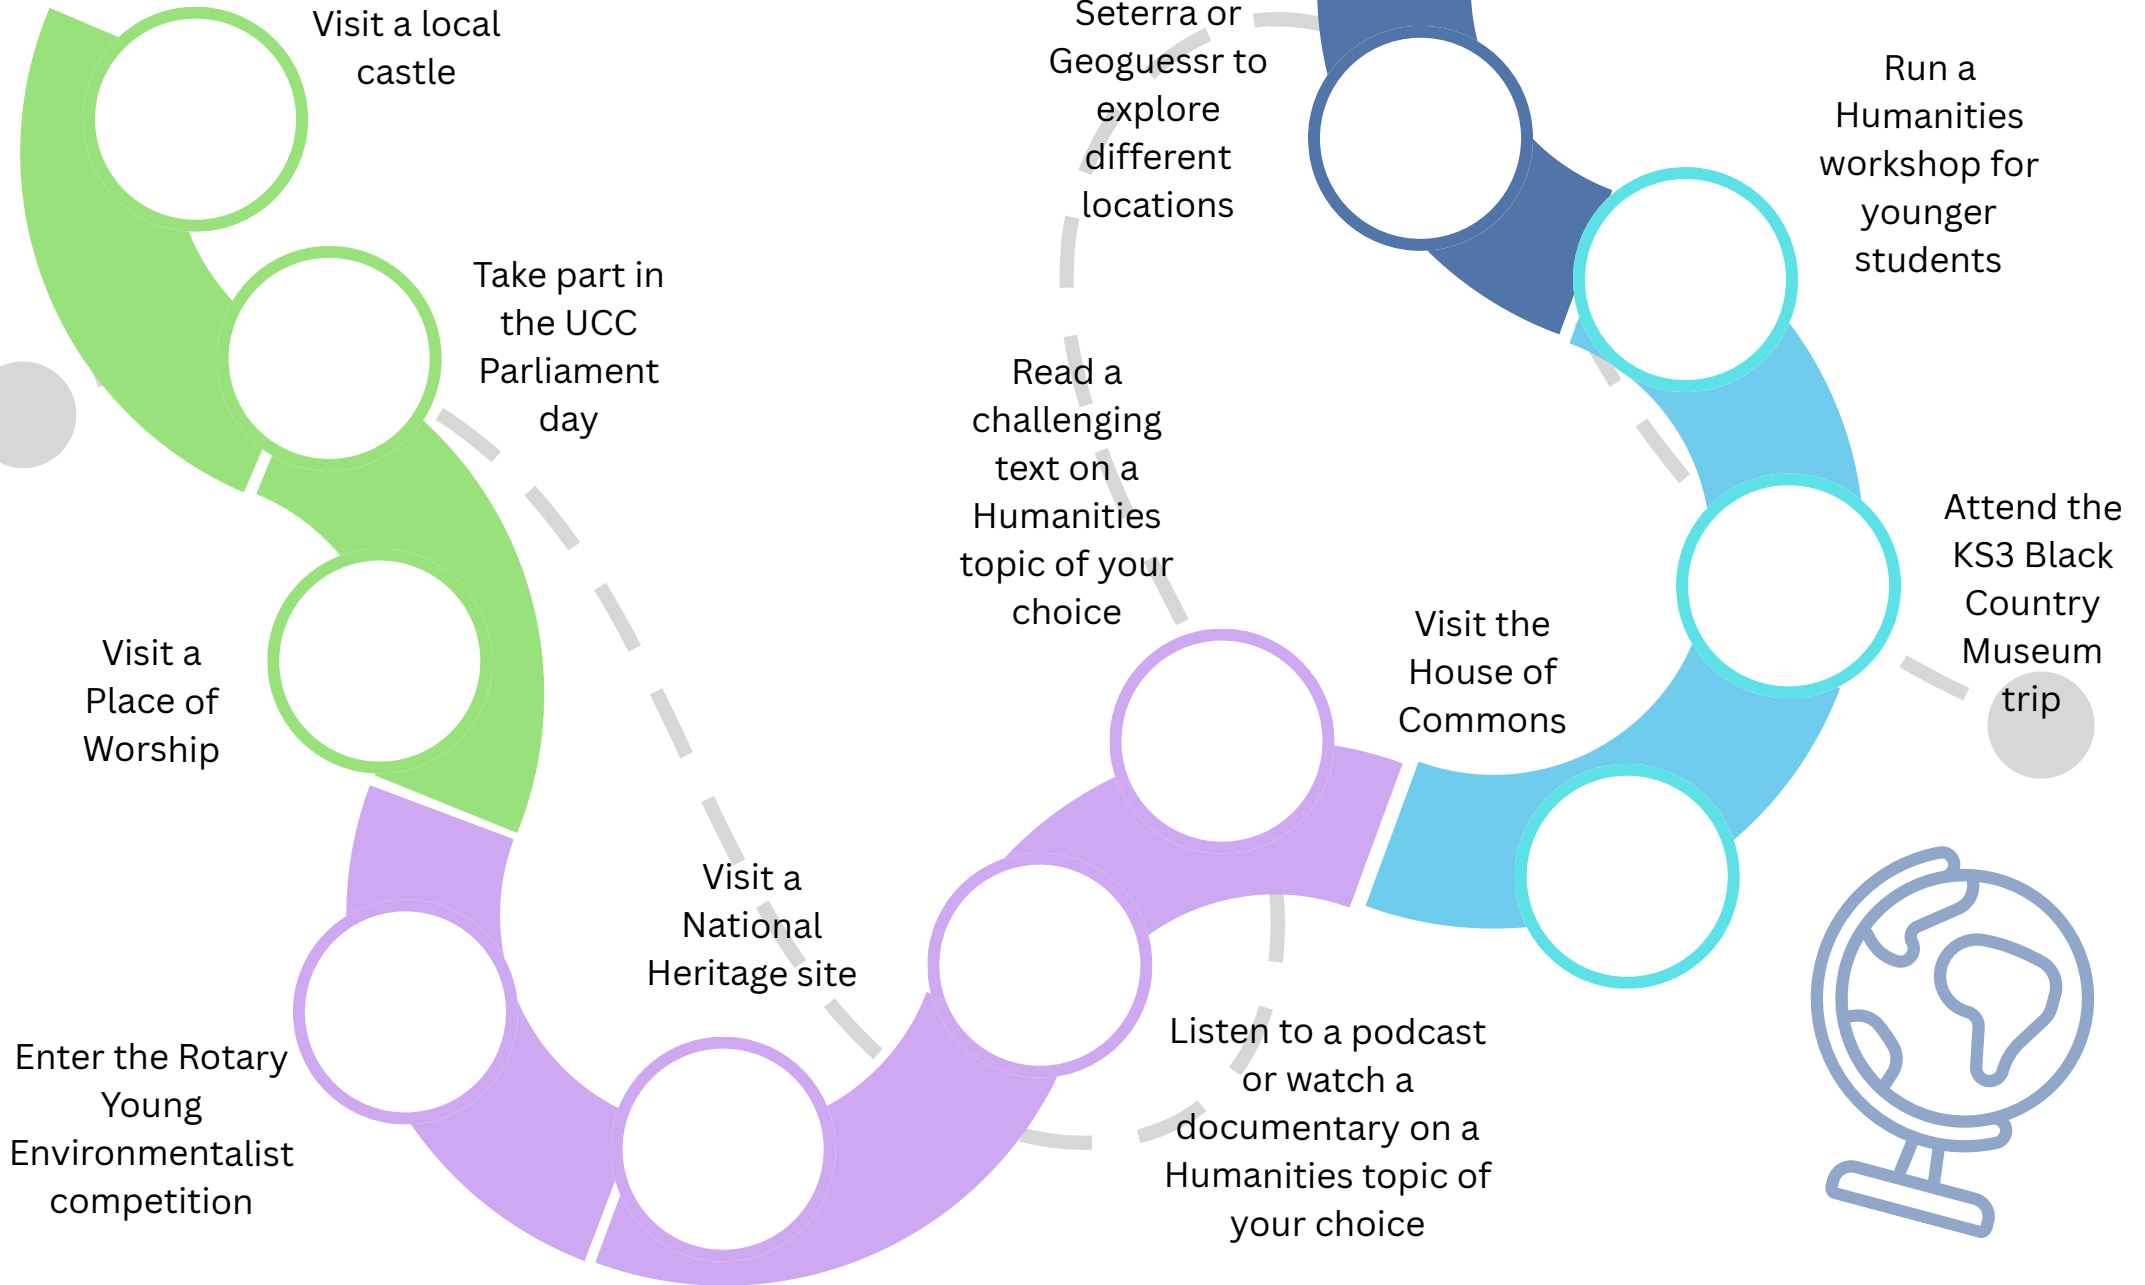 Visit a local
castle
Take part in
the UCC
Parliament
day
Visit a
Place of
Worship
Enter the Rotary
Young
Environmentalist
competition
Visit a
National
Heritage site
Listen to a podcast
or watch a
documentary on a
Humanities topic of
your choice
Read a
challenging
text on a
Humanities
topic of your
choice
Visit the
House of
Commons
Attend the
KS3 Black
Country
Museum
trip
Run a
Humanities
workshop for
younger
students
Seterra or
Geoguessr to
explore
different
locations